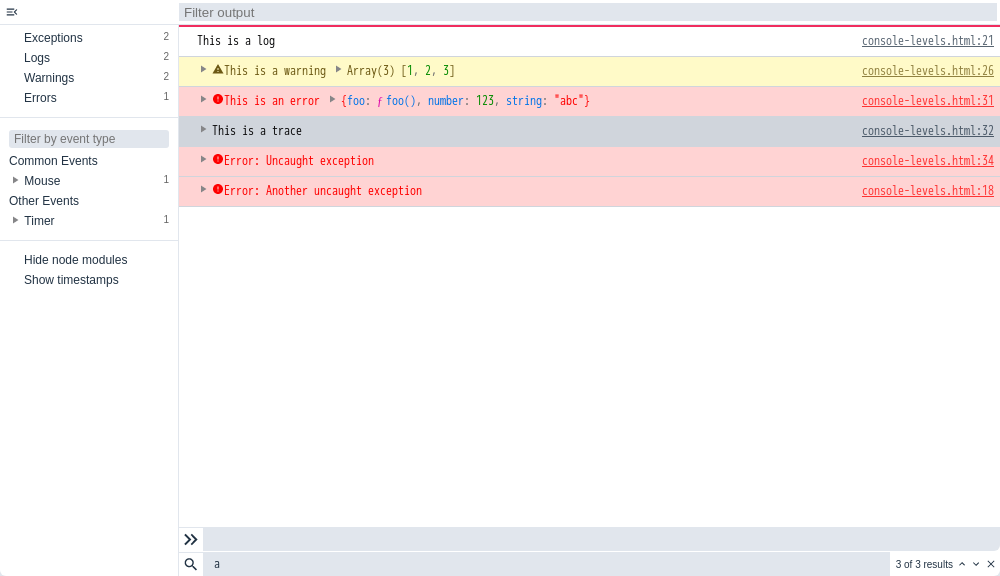 Filter output
Exceptions 2
Logs 2
Warnings 2
Errors 1
Filter by event type
Common Events
Mouse 1
Other Events
Timer 1
Hide node modules
Show timestamps
This is a log console-levels.html:21
This is a warning Array(3) [1, 2, 3] console-levels.html:26
This is an error {foo: ƒ foo(), number: 123, string: "abc"} console-levels.html:31
This is a trace console-levels.html:32
Error: Uncaught exception console-levels.html:34
Error: Another uncaught exception console-levels.html:18
a 3 of 3 results